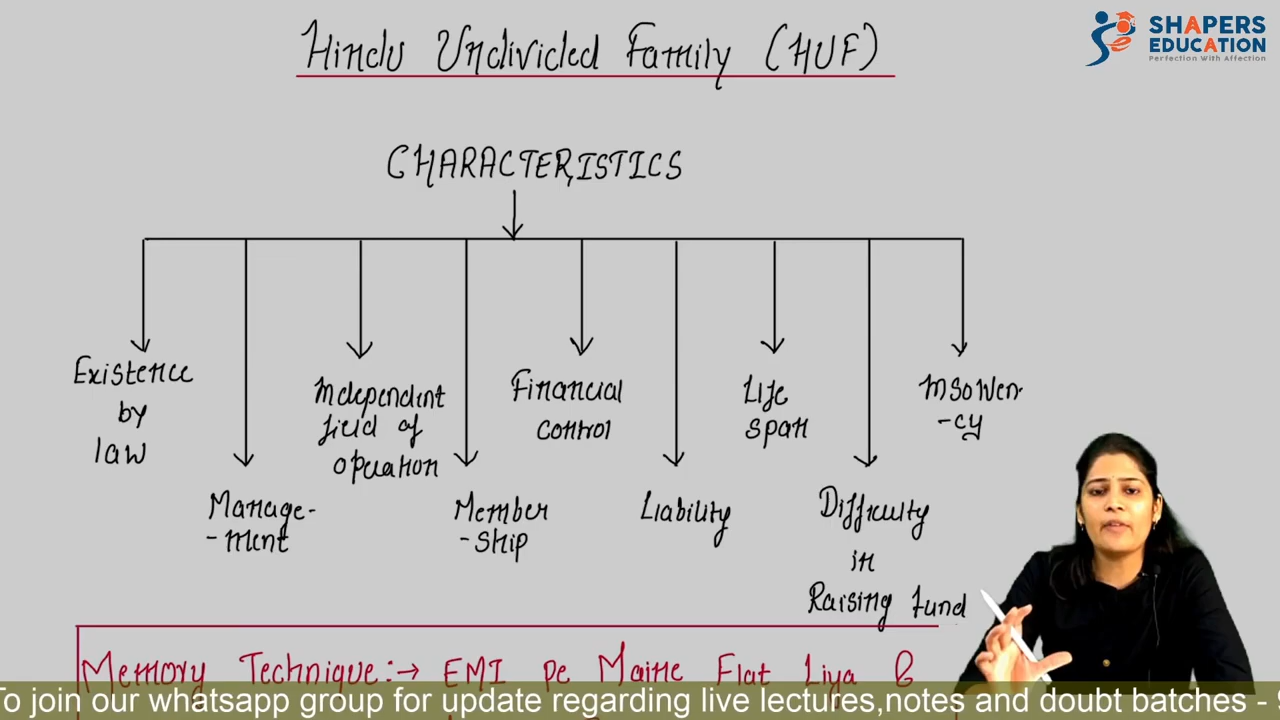 SHAPERS
EDUCATION
Perfection With Affection
Hindu Undivided Family (HUF)
CHARACTERISTICS
Existence
by
law
Manage-
-ment
Independent
field of
operation
Member
-ship
Financial
control
Liability
Life
span
Difficulty
in
Raising fund
Insolven
-cy
Memory Technique:→ EMI pe Maine Flat Liya &
To join our whatsapp group for update regarding live lectures,notes and doubt batches -